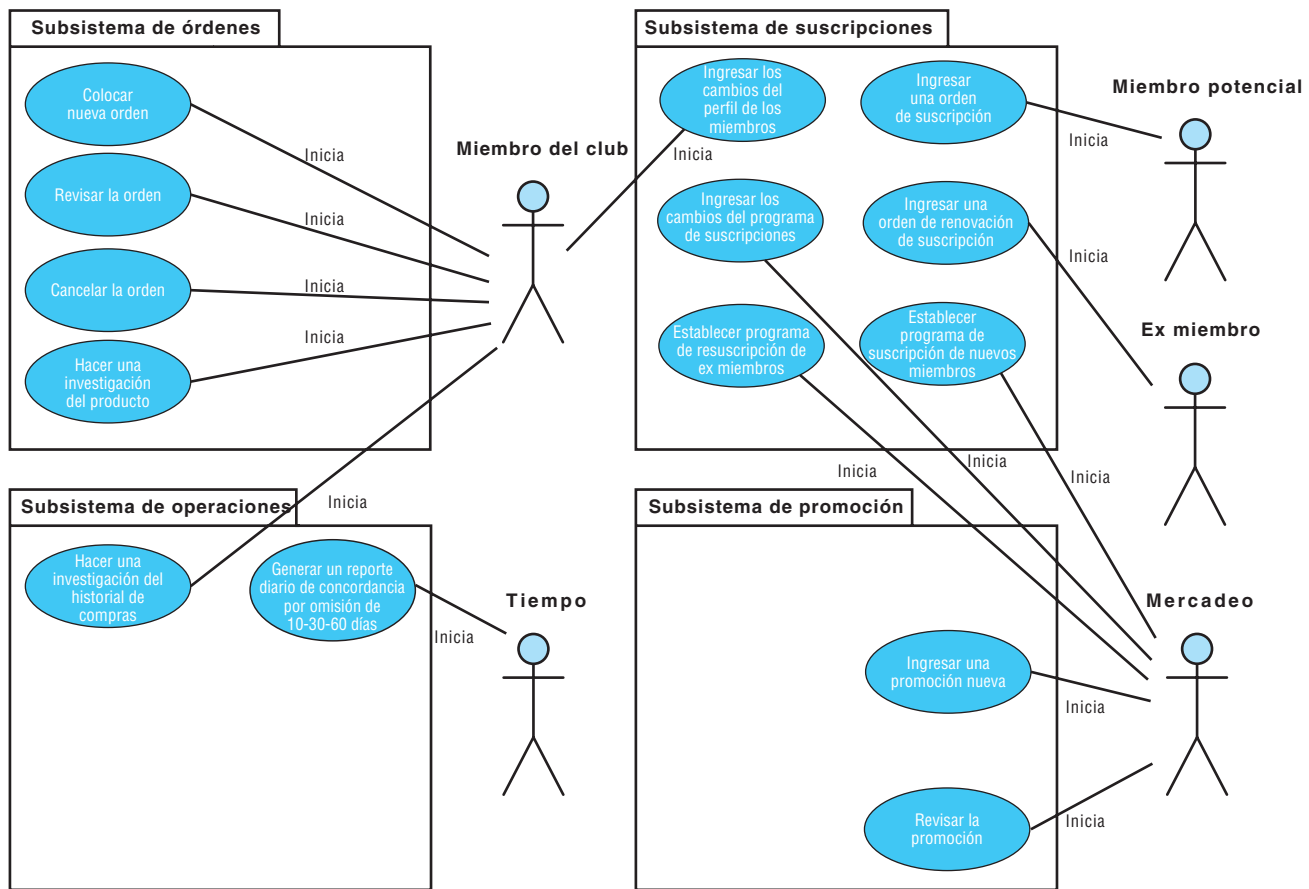 Subsistema de órdenes
Colocar
nueva orden
Inicia
Revisar la orden
Inicia
Cancelar la orden
Inicia
Hacer una
investigación
del producto
Inicia
Miembro del club
Inicia
Subsistema de suscripciones
Ingresar los
cambios del
perfil de los
miembros
Ingresar una
orden de renovación
de suscripción
Ingresar
una orden
de suscripción
Inicia
Miembro potencial
Ingresar los
cambios del programa
de suscripciones
Inicia
Ex miembro
Establecer programa
de resuscripción de
ex miembros
Establecer
programa de
suscripción de nuevos
miembros
Inicia
Inicia
Inicia
Subsistema de operaciones
Inicia
Hacer una
investigación del
historial de
compras
Generar un reporte
diario de concordancia
por omisión de
10-30-60 días
Inicia
Tiempo
Subsistema de promoción
Mercadeo
Ingresar una
promoción nueva
Inicia
Revisar la
promoción
Inicia